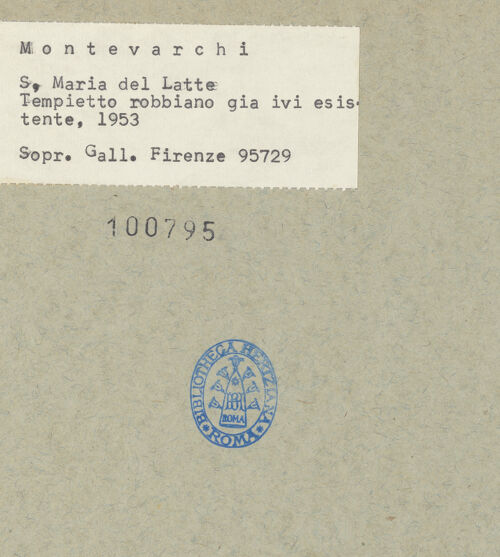 Montevarchi
S, Maria del Latte
Tempietto robbiano gia ivi esis-
tente, 1953
Sopr. Gall. Firenze 95729
100795
BIBLIOTHECA HERTZIANA
ROMA
* ROMA *